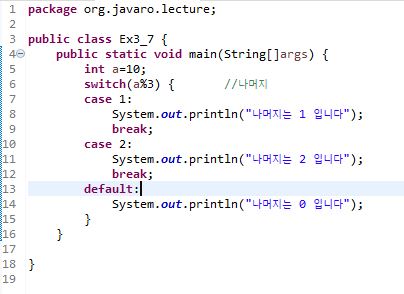 1 package org.javaro.lecture;
2
3 public class Ex3_7 {
4 public static void main(String[]args) {
5 int a=10;
6 switch(a%3) { //나머지
7 case 1:
8 System.out.println("나머지는 1 입니다");
9 break;
10 case 2:
11 System.out.println("나머지는 2 입니다");
12 break;
13 default:
14 System.out.println("나머지는 0 입니다");
15 }
16 }
17
18 }
19